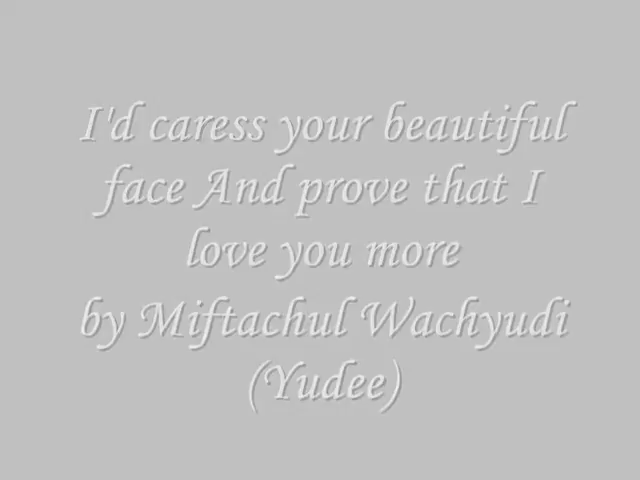 I'd caress your beautiful
face And prove that I
love you more
by Miftachul Wachyudi
(Yudee)